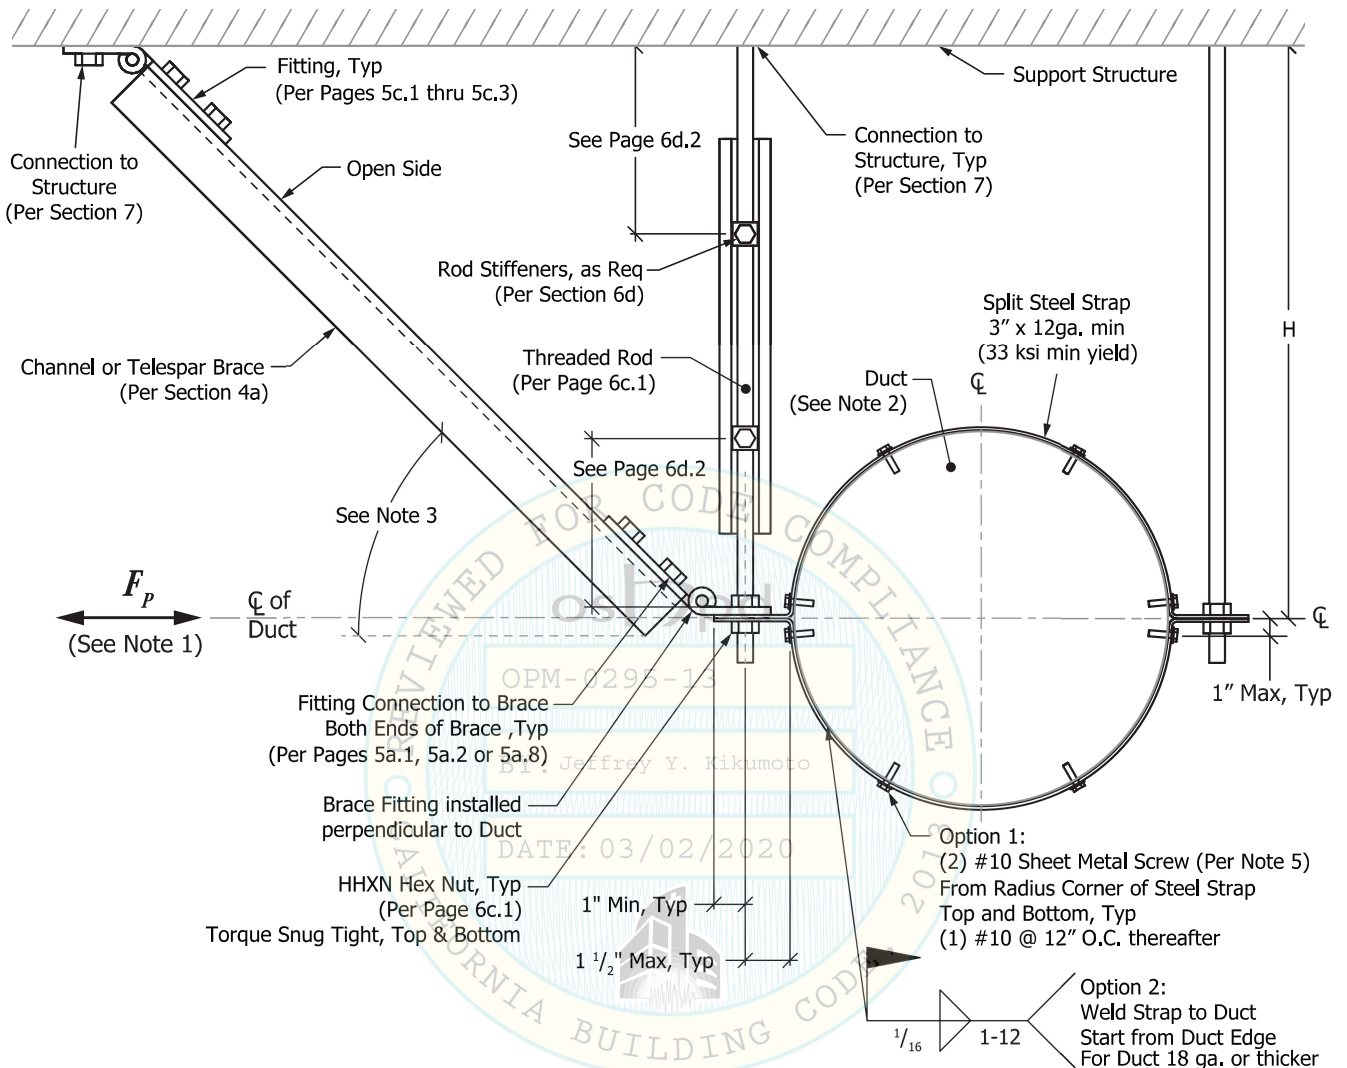 Fitting, Typ
(Per Pages 5c.1 thru 5c.3)
Support Structure
See Page 6d.2
Connection to
Structure, Typ
(Per Section 7)
Connection to
Structure
(Per Section 7)
Open Side
Rod Stiffeners, as Req
(Per Section 6d)
Split Steel Strap
3" x 12ga. min
(33 ksi min yield)
H
Channel or Telespar Brace
(Per Section 4a)
Threaded Rod
(Per Page 6c.1)
Duct
(See Note 2)
℄
See Page 6d.2
See Note 3
Fₚ
(See Note 1)
℄ of
Duct
℄
1" Max, Typ
REVIEWED FOR CODE COMPLIANCE
oshpd
OPM-0295-13
BY: Jeffrey Y. Kikumoto
DATE: 03/02/2020
CALIFORNIA BUILDING CODE, 2013
Fitting Connection to Brace
Both Ends of Brace ,Typ
(Per Pages 5a.1, 5a.2 or 5a.8)
Brace Fitting installed
perpendicular to Duct
HHXN Hex Nut, Typ
(Per Page 6c.1)
Torque Snug Tight, Top & Bottom
1" Min, Typ
1 1/2" Max, Typ
Option 1:
(2) #10 Sheet Metal Screw (Per Note 5)
From Radius Corner of Steel Strap
Top and Bottom, Typ
(1) #10 @ 12" O.C. thereafter
1/16
1-12
Option 2:
Weld Strap to Duct
Start from Duct Edge
For Duct 18 ga. or thicker